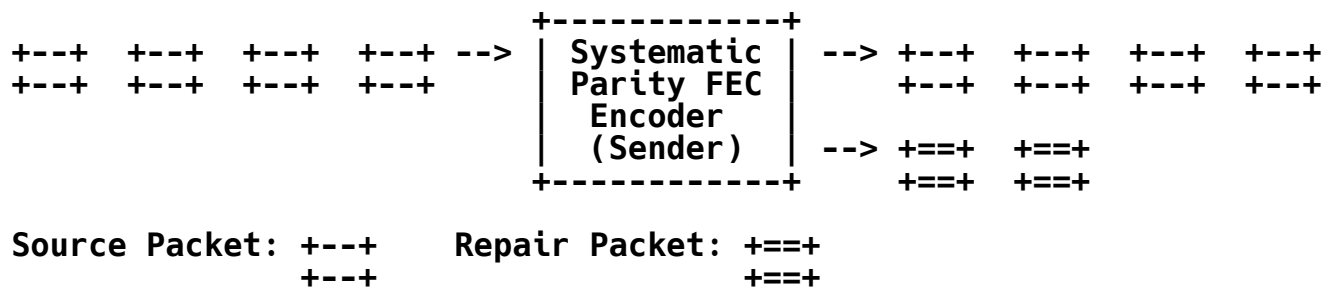 +------------+
+--+  +--+  +--+  +--+ --> | Systematic | --> +--+  +--+  +--+  +--+
+--+  +--+  +--+  +--+     | Parity FEC |     +--+  +--+  +--+  +--+
                           |  Encoder   |
                           |  (Sender)  | --> +==+  +==+
                           +------------+     +==+  +==+

Source Packet: +--+    Repair Packet: +==+
               +--+                   +==+